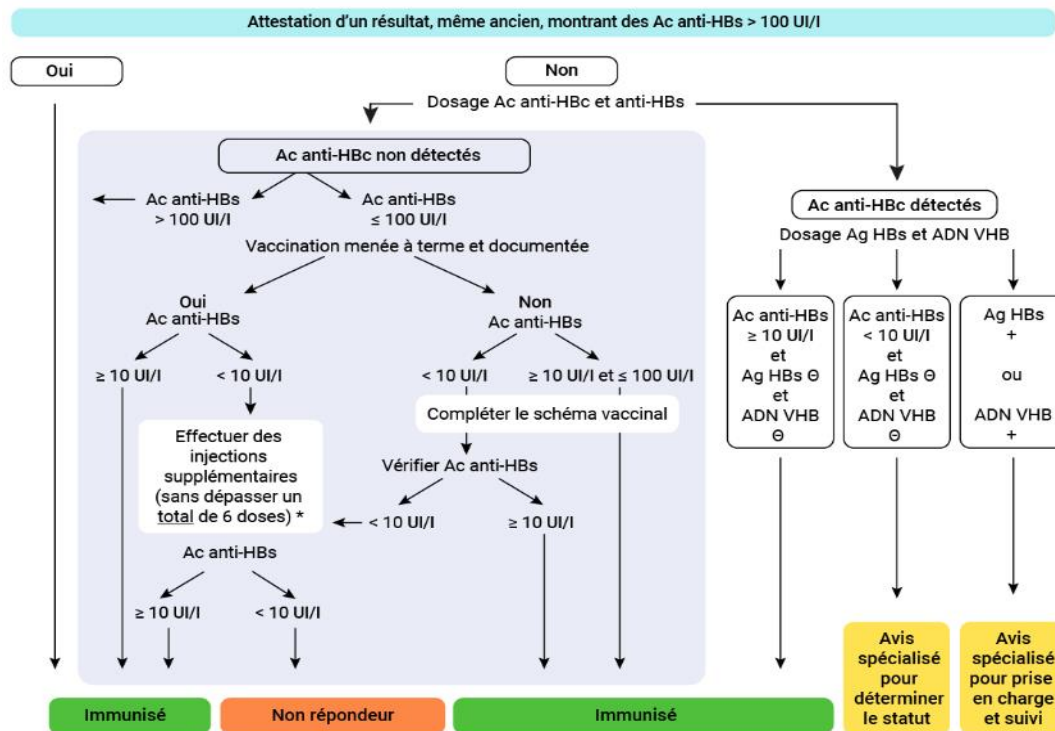 Attestation d'un résultat, même ancien, montrant des Ac anti-HBs > 100 UI/l
Oui
Non
Dosage Ac anti-HBc et anti-HBs
Ac anti-HBc non détectés
Ac anti-HBs
> 100 UI/l
Ac anti-HBs
≤ 100 UI/l
Vaccination menée à terme et documentée
Oui
Ac anti-HBs
Non
Ac anti-HBs
≥ 10 UI/l
< 10 UI/l
< 10 UI/l
≥ 10 UI/l et ≤ 100 UI/l
Effectuer des
injections
supplémentaires
(sans dépasser un
total de 6 doses) *
Compléter le schéma vaccinal
Vérifier Ac anti-HBs
< 10 UI/l
≥ 10 UI/l
Ac anti-HBs
≥ 10 UI/l
< 10 UI/l
Ac anti-HBc détectés
Dosage Ag HBs et ADN VHB
Ac anti-HBs
≥ 10 UI/l
et
Ag HBs Θ
et
ADN VHB
Θ
Ac anti-HBs
< 10 UI/l
et
Ag HBs Θ
et
ADN VHB
Θ
Ag HBs
+
ou
ADN VHB
+
Immunisé
Non répondeur
Immunisé
Avis
spécialisé
pour
déterminer
le statut
Avis
spécialisé
pour prise
en charge
et suivi